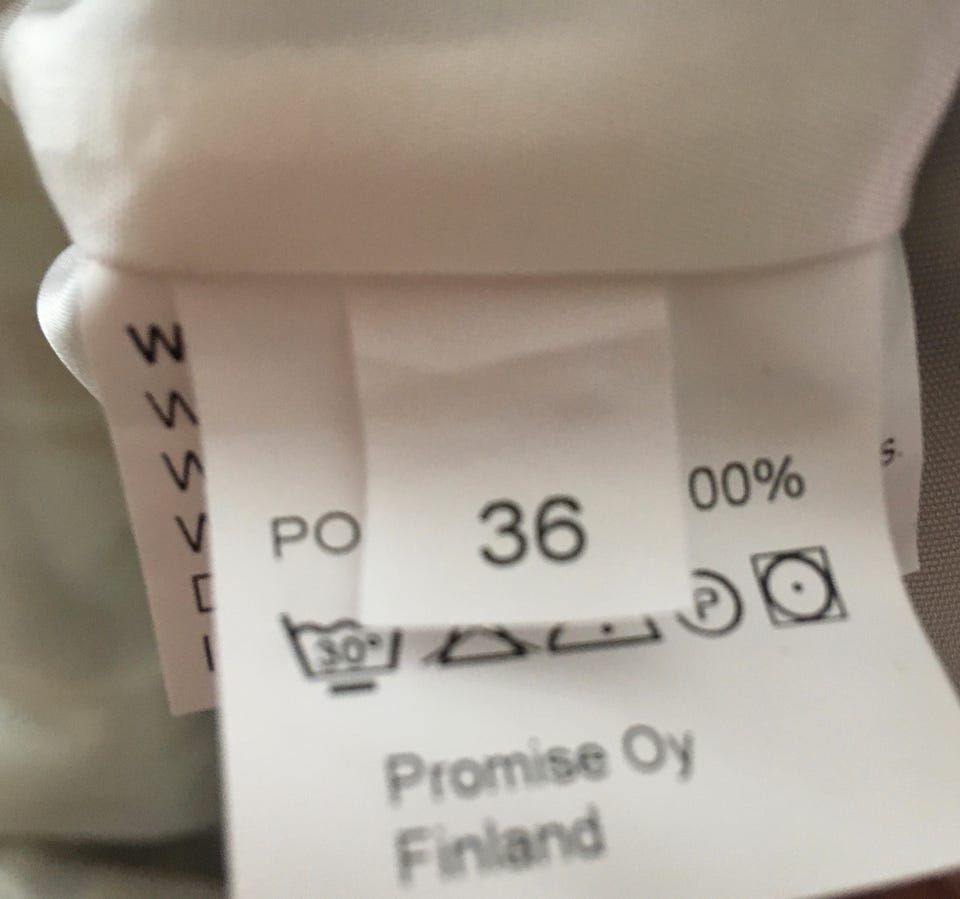 W
W
W
V
D
I
s.
PO 00%
36
30°
P
Promise Oy
Finland